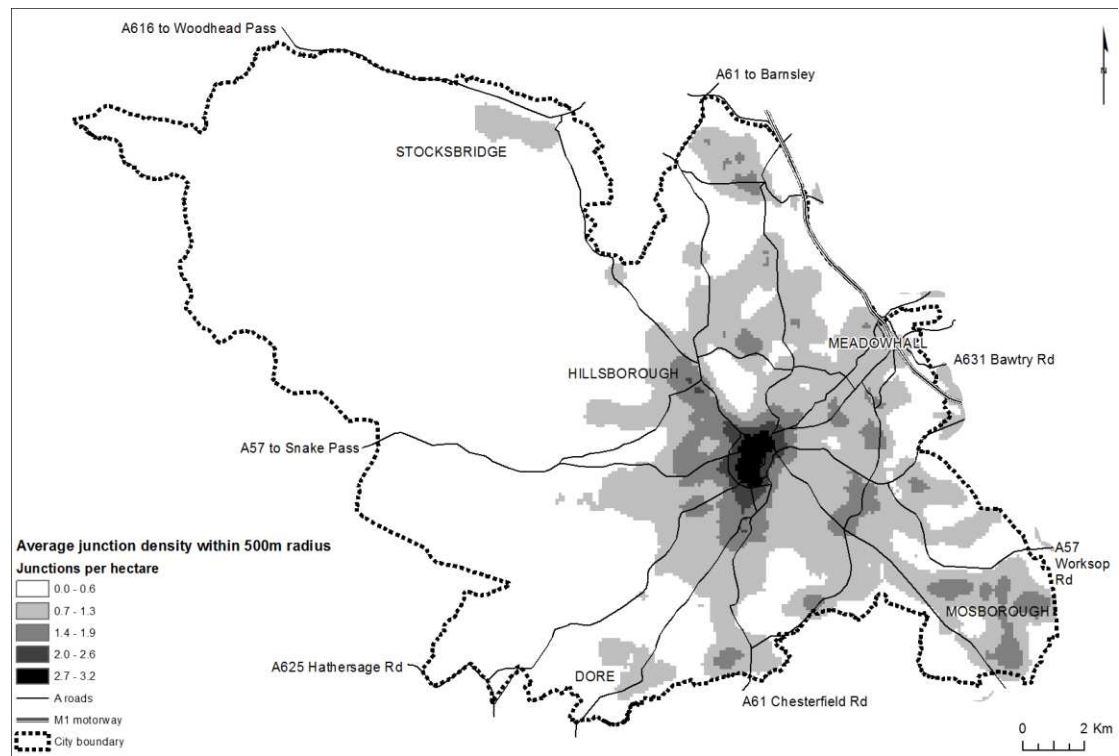 A616 to Woodhead Pass
A61 to Barnsley
N
STOCKSBRIDGE
MEADOWHALL
HILLSBOROUGH
A631 Bawtry Rd
A57 to Snake Pass
Average junction density within 500m radius
Junctions per hectare
0.0 - 0.6
0.7 - 1.3
1.4 - 1.9
2.0 - 2.6
2.7 - 3.2
A roads
M1 motorway
City boundary
A57
Worksop
Rd
MOSBOROUGH
A625 Hathersage Rd
DORE
A61 Chesterfield Rd
0 2 Km